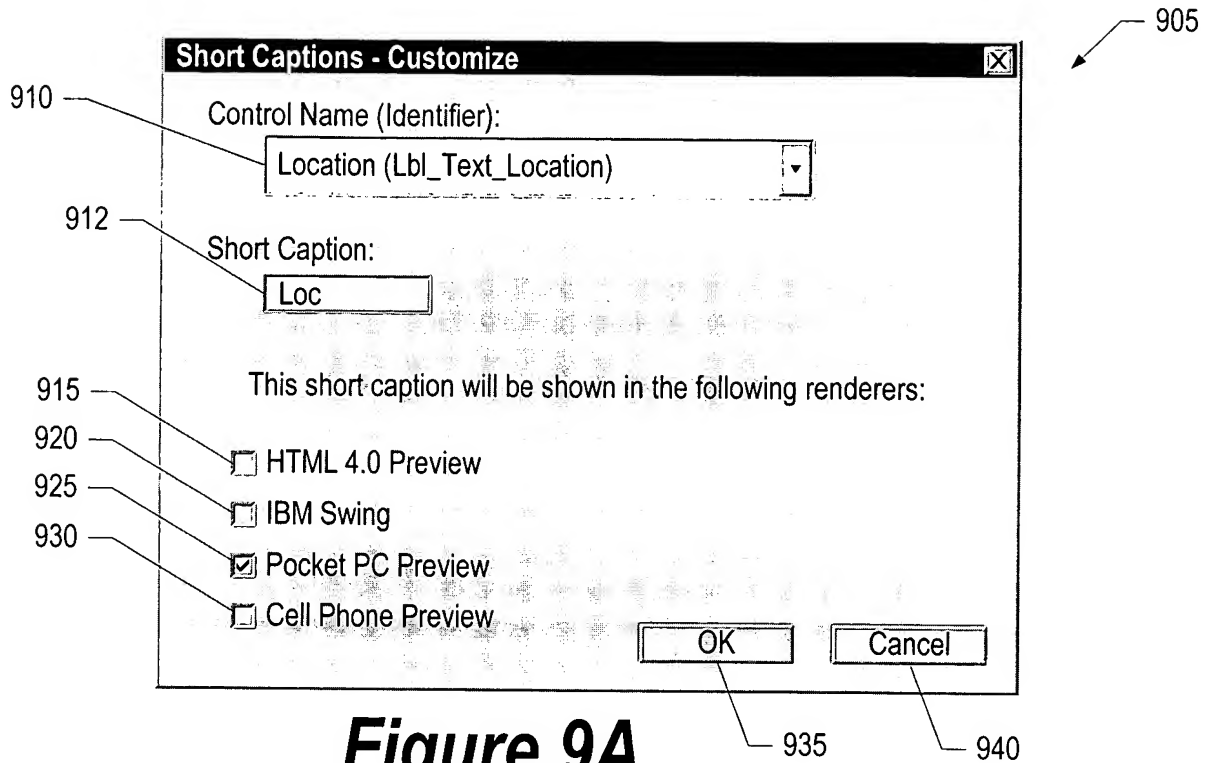 905
Short Captions - Customize
910
Control Name (Identifier):
Location (Lbl_Text_Location)
912
Short Caption:
Loc
This short caption will be shown in the following renderers:
915
HTML 4.0 Preview
920
IBM Swing
925
Pocket PC Preview
930
Cell Phone Preview
OK
Cancel
Figure 9A
935
940